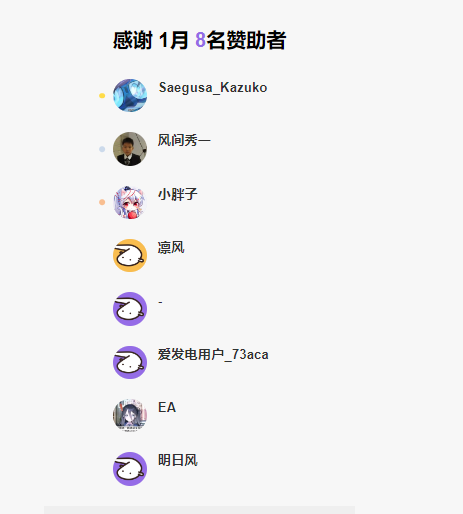 感谢 1月 8名赞助者
Saegusa_Kazuko
风间秀一
小胖子
凛风
-
爱发电用户_73aca
EA
明日风